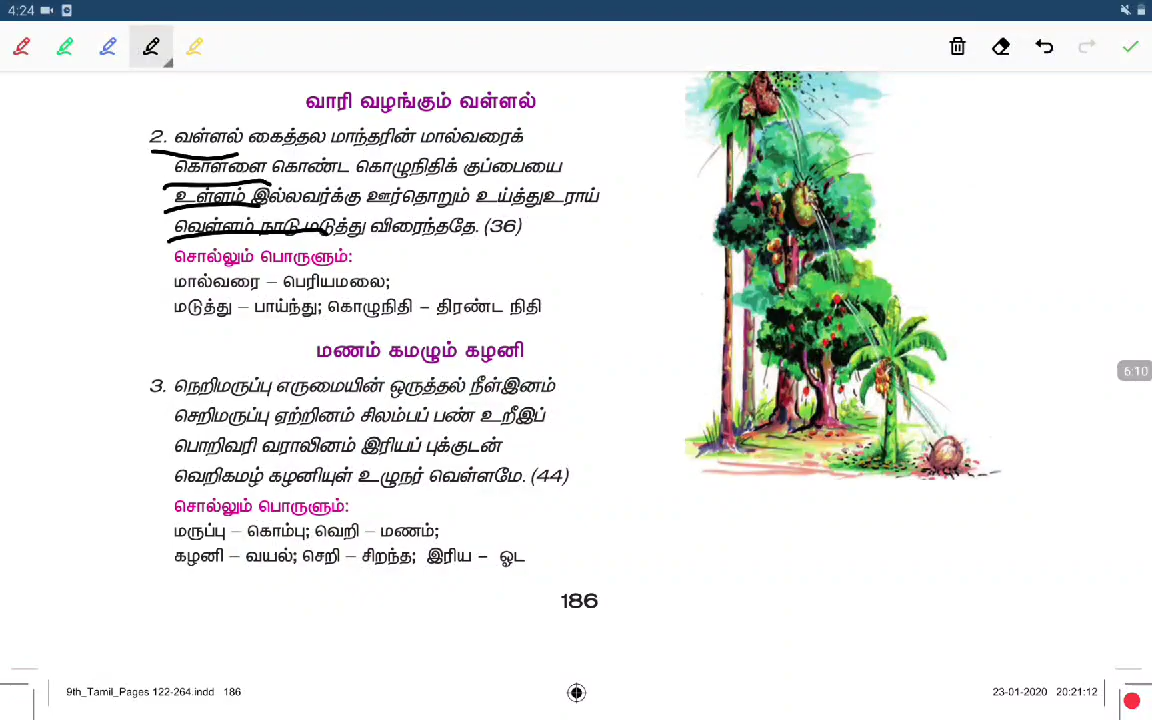 4:24
வாரி வழங்கும் வள்ளல்
2. வள்ளல் கைத்தல மாந்தரின் மால்வரைக்
கொள்ளை கொண்ட கொழுநிதிக் குப்பையை
உள்ளம் இல்லவர்க்கு ஊர்தொறும் உய்த்துஉராய்
வெள்ளம் நாடு மடுத்து விரைந்ததே. (36)
சொல்லும் பொருளும்:
மால்வரை – பெரியமலை;
மடுத்து – பாய்ந்து; கொழுநிதி – திரண்ட நிதி
6:10
மணம் கமழும் கழனி
3. நெறிமருப்பு எருமையின் ஒருத்தல் நீள்இனம்
செறிமருப்பு ஏற்றினம் சிலம்பப் பண் உறீஇப்
பொறிவரி வராலினம் இரியப் புக்குடன்
வெறிகமழ் கழனியுள் உழுநர் வெள்ளமே. (44)
சொல்லும் பொருளும்:
மருப்பு – கொம்பு; வெறி – மணம்;
கழனி – வயல்; செறி – சிறந்த; இரிய – ஓட
186
9th_Tamil_Pages 122-264.indd 186
23-01-2020 20:21:12